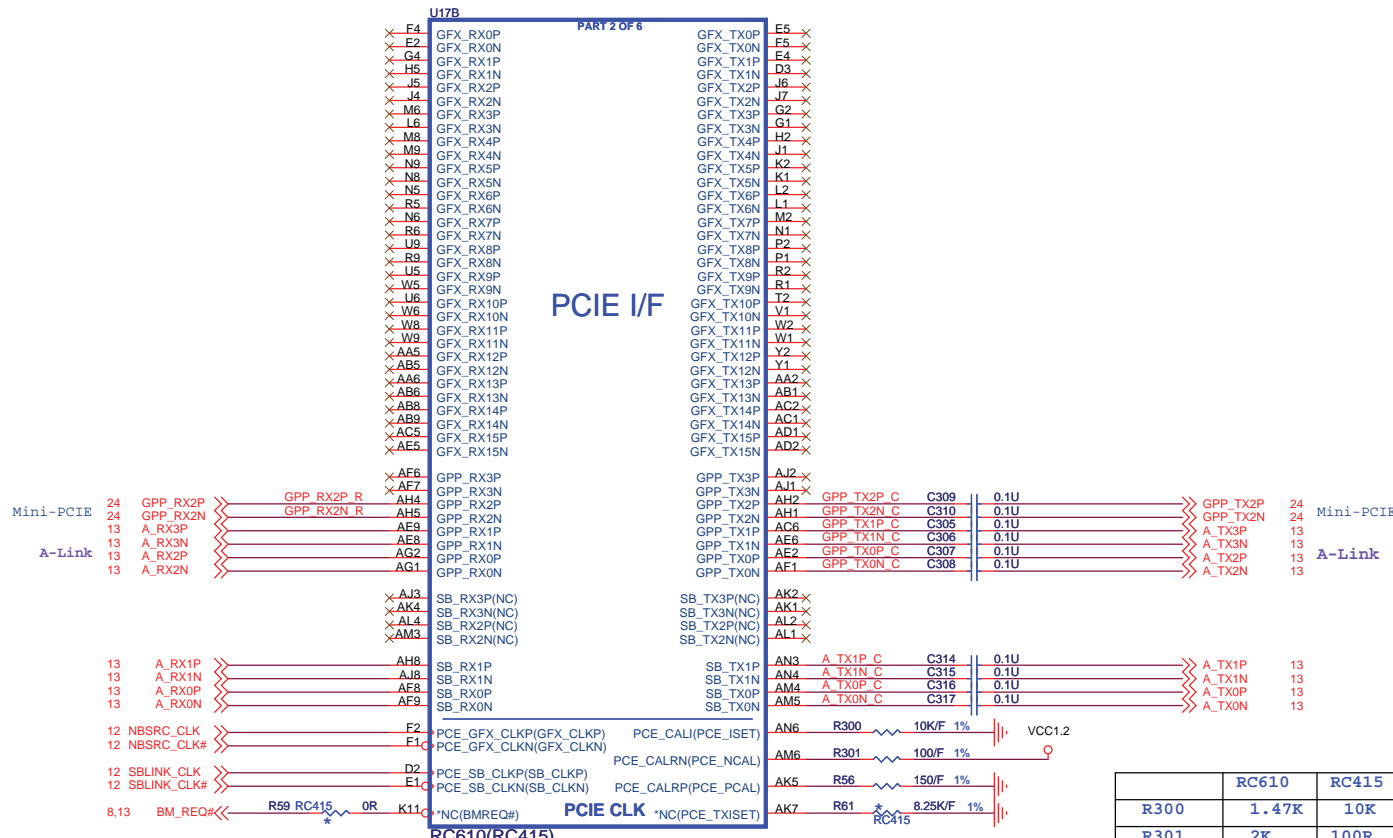 U17B
PART 2 OF 6
F4 GFX_RX0P GFX_TX0P E5
E2 GFX_RX0N GFX_TX0N F5
G4 GFX_RX1P GFX_TX1P E4
H5 GFX_RX1N GFX_TX1N D3
J5 GFX_RX2P GFX_TX2P J6
J4 GFX_RX2N GFX_TX2N J7
M6 GFX_RX3P GFX_TX3P G2
L6 GFX_RX3N GFX_TX3N G1
M8 GFX_RX4P GFX_TX4P H2
M9 GFX_RX4N GFX_TX4N J1
N9 GFX_RX5P GFX_TX5P K2
N8 GFX_RX5N GFX_TX5N K1
N5 GFX_RX6P GFX_TX6P L2
R5 GFX_RX6N GFX_TX6N L1
N6 GFX_RX7P GFX_TX7P M2
R6 GFX_RX7N GFX_TX7N N1
U9 GFX_RX8P GFX_TX8P P2
R9 GFX_RX8N GFX_TX8N P1
U5 GFX_RX9P GFX_TX9P R2
W5 GFX_RX9N GFX_TX9N R1
U6 GFX_RX10P GFX_TX10P T2
W6 GFX_RX10N GFX_TX10N V1
PCIE I/F
W8 GFX_RX11P GFX_TX11P W2
W9 GFX_RX11N GFX_TX11N W1
AA5 GFX_RX12P GFX_TX12P Y2
AB5 GFX_RX12N GFX_TX12N Y1
AA6 GFX_RX13P GFX_TX13P AA2
AB6 GFX_RX13N GFX_TX13N AB1
AB8 GFX_RX14P GFX_TX14P AC2
AB9 GFX_RX14N GFX_TX14N AC1
AC5 GFX_RX15P GFX_TX15P AD1
AE5 GFX_RX15N GFX_TX15N AD2
AF6 GPP_RX3P GPP_TX3P AJ2
AF7 GPP_RX3N GPP_TX3N AJ1
Mini-PCIE 24 GPP_RX2P GPP_RX2P_R AH4 GPP_RX2P GPP_TX2P AH2 GPP_TX2P_C C309 0.1U GPP_TX2P 24 Mini-PCIE
24 GPP_RX2N GPP_RX2N_R AH5 GPP_RX2N GPP_TX2N AH1 GPP_TX2N_C C310 0.1U GPP_TX2N 24
13 A_RX3P AE9 GPP_RX1P GPP_TX1P AC6 GPP_TX1P_C C305 0.1U A_TX3P 13
13 A_RX3N AE8 GPP_RX1N GPP_TX1N AE6 GPP_TX1N_C C306 0.1U A_TX3N 13
A-Link 13 A_RX2P AG2 GPP_RX0P GPP_TX0P AE2 GPP_TX0P_C C307 0.1U A_TX2P 13 A-Link
13 A_RX2N AG1 GPP_RX0N GPP_TX0N AF1 GPP_TX0N_C C308 0.1U A_TX2N 13
AJ3 SB_RX3P(NC) SB_TX3P(NC) AK2
AK4 SB_RX3N(NC) SB_TX3N(NC) AK1
AL4 SB_RX2P(NC) SB_TX2P(NC) AL2
AM3 SB_RX2N(NC) SB_TX2N(NC) AL1
13 A_RX1P AH8 SB_RX1P SB_TX1P AN3 A_TX1P_C C314 0.1U A_TX1P 13
13 A_RX1N AJ8 SB_RX1N SB_TX1N AN4 A_TX1N_C C315 0.1U A_TX1N 13
13 A_RX0P AF8 SB_RX0P SB_TX0P AM4 A_TX0P_C C316 0.1U A_TX0P 13
13 A_RX0N AF9 SB_RX0N SB_TX0N AM5 A_TX0N_C C317 0.1U A_TX0N 13
12 NBSRC_CLK F2 PCE_GFX_CLKP(GFX_CLKP) PCE_CALI(PCE_ISET) AN6 R300 10K/F 1% VCC1.2
12 NBSRC_CLK# F1 PCE_GFX_CLKN(GFX_CLKN)
PCE_CALRN(PCE_NCAL) AM6 R301 100/F 1%
12 SBLINK_CLK D2 PCE_SB_CLKP(SB_CLKP)
12 SBLINK_CLK# E1 PCE_SB_CLKN(SB_CLKN) PCE_CALRP(PCE_PCAL) AK5 R56 150/F 1%
8,13 BM_REQ# R59 RC415 * 0R K11 *NC(BMREQ#) PCIE CLK *NC(PCE_TXISET) AK7 R61 * RC415 8.25K/F 1%
RC610(RC415)
RC610 RC415
R300 1.47K 10K
R301 2K 100R